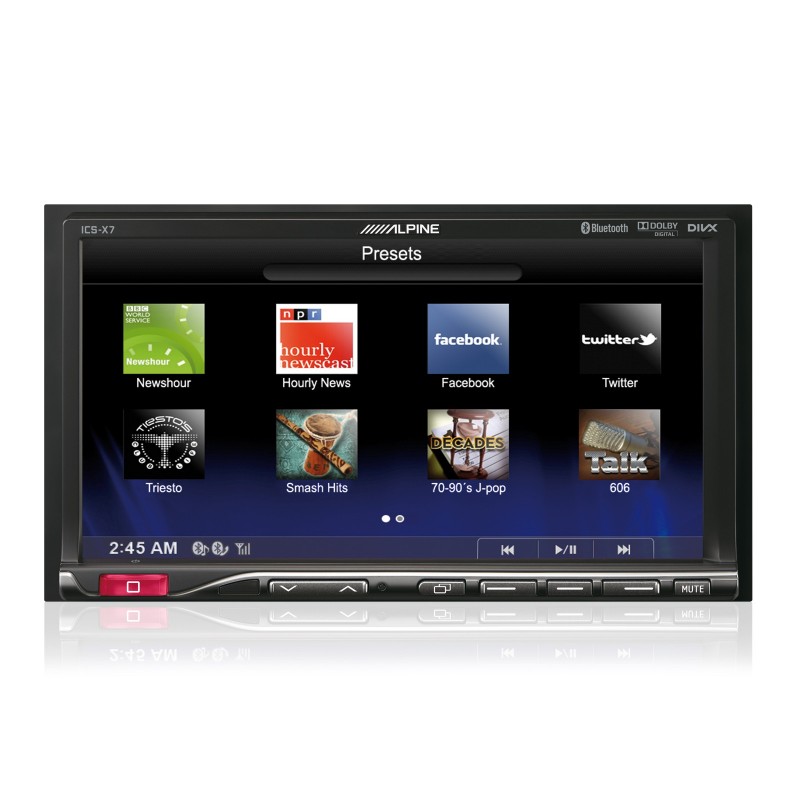 ICS-X7
ALPINE
Bluetooth
DOLBY
DIGITAL
DIVX
Presets
BBC
WORLD
SERVICE
Newshour
Newshour
npr
hourly
newscast
Hourly News
facebook
Facebook
twitter
Twitter
TIËSTO'S
Triesto
Smash Hits
DECADES
70-90´s J-pop
Talk
606
2:45 AM
MUTE